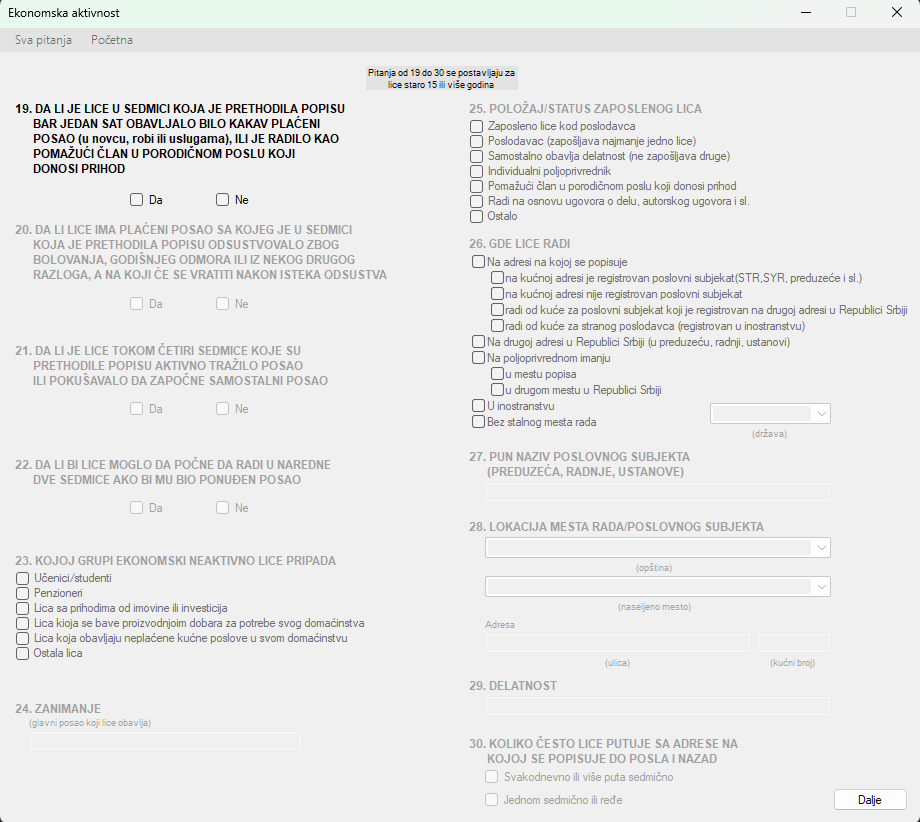 Ekonomska aktivnost
Sva pitanja Početna
Pitanja od 19 do 30 se postavljaju za
lice staro 15 ili više godina
19. DA LI JE LICE U SEDMICI KOJA JE PRETHODILA POPISU
BAR JEDAN SAT OBAVLJALO BILO KAKAV PLAĆENI
POSAO (u novcu, robi ili uslugama), ILI JE RADILO KAO
POMAŽUĆI ČLAN U PORODIČNOM POSLU KOJI
DONOSI PRIHOD
Da Ne
20. DA LI LICE IMA PLAĆENI POSAO SA KOJEG JE U SEDMICI
KOJA JE PRETHODILA POPISU ODSUSTVOVALO ZBOG
BOLOVANJA, GODIŠNJEG ODMORA ILI IZ NEKOG DRUGOG
RAZLOGA, A NA KOJI ĆE SE VRATITI NAKON ISTEKA ODSUSTVA
Da Ne
21. DA LI JE LICE TOKOM ČETIRI SEDMICE KOJE SU
PRETHODILE POPISU AKTIVNO TRAŽILO POSAO
ILI POKUŠAVALO DA ZAPOČNE SAMOSTALNI POSAO
Da Ne
22. DA LI BI LICE MOGLO DA POČNE DA RADI U NAREDNE
DVE SEDMICE AKO BI MU BIO PONUĐEN POSAO
Da Ne
23. KOJOJ GRUPI EKONOMSKI NEAKTIVNO LICE PRIPADA
Učenici/studenti
Penzioneri
Lica sa prihodima od imovine ili investicija
Lica kioja se bave proizvodnjoim dobara za potrebe svog domaćinstva
Lica koja obavljaju neplaćene kućne poslove u svom domaćinstvu
Ostala lica
24. ZANIMANJE
(glavni posao koji lice obavlja)
25. POLOŽAJ/STATUS ZAPOSLENOG LICA
Zaposleno lice kod poslodavca
Poslodavac (zapošljava najmanje jedno lice)
Samostalno obavlja delatnost (ne zapošljava druge)
Individualni poljoprivrednik
Pomažući član u porodičnom poslu koji donosi prihod
Radi na osnovu ugovora o delu, autorskog ugovora i sl.
Ostalo
26. GDE LICE RADI
Na adresi na kojoj se popisuje
na kućnoj adresi je registrovan poslovni subjekat(STR,SYR, preduzeće i sl.)
na kućnoj adresi nije registrovan poslovni subjekat
radi od kuće za poslovni subjekat koji je registrovan na drugoj adresi u Republici Srbiji
radi od kuće za stranog poslodavca (registrovan u inostranstvu)
Na drugoj adresi u Republici Srbiji (u preduzeću, radnji, ustanovi)
Na poljoprivrednom imanju
u mestu popisa
u drugom mestu u Republici Srbiji
U inostranstvu
Bez stalnog mesta rada
(država)
27. PUN NAZIV POSLOVNOG SUBJEKTA
(PREDUZEĆA, RADNJE, USTANOVE)
28. LOKACIJA MESTA RADA/POSLOVNOG SUBJEKTA
(opština)
(naseljeno mesto)
Adresa
(ulica) (kućni broj)
29. DELATNOST
30. KOLIKO ČESTO LICE PUTUJE SA ADRESE NA
KOJOJ SE POPISUJE DO POSLA I NAZAD
Svakodnevno ili više puta sedmično
Jednom sedmično ili ređe
Dalje